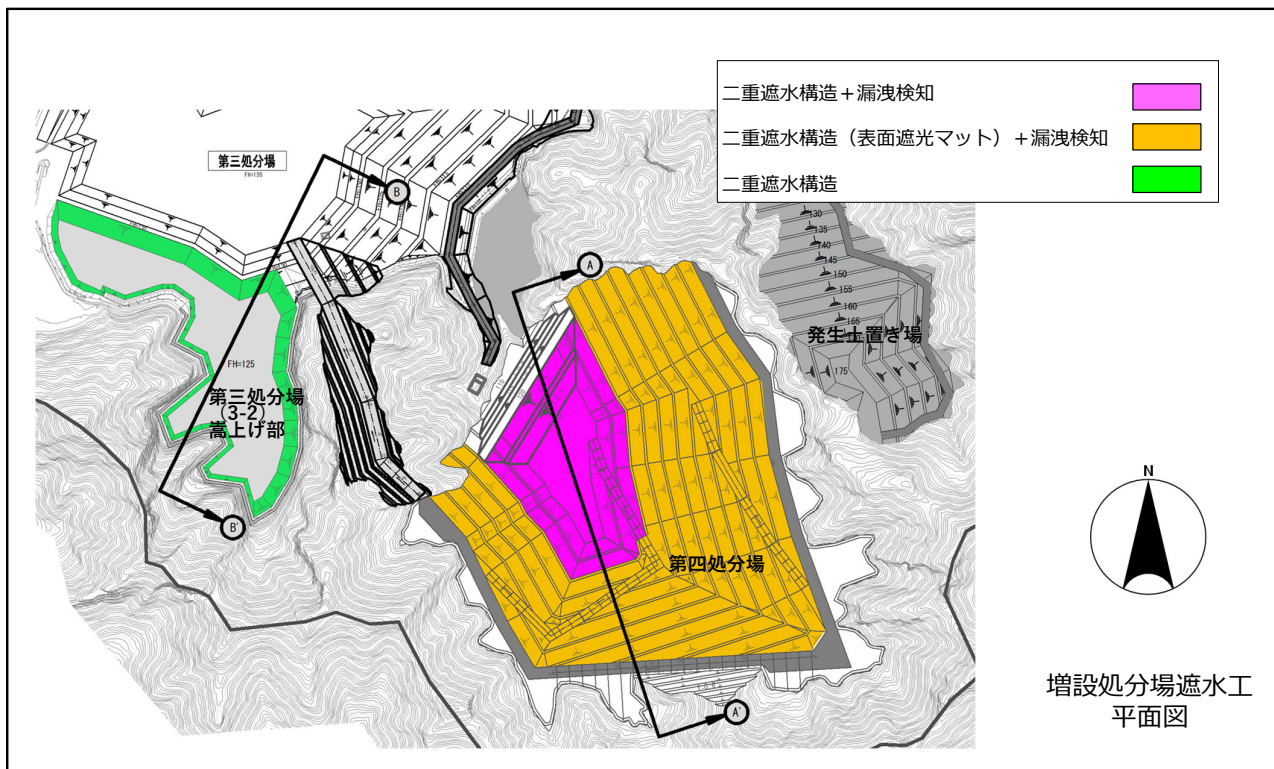 二重遮水構造+漏洩検知
二重遮水構造(表面遮光マット)+漏洩検知
二重遮水構造
第三処分場
FH=135
B
A
130
135
140
145
150
155
160
165
175
発生土置き場
FH=125
第三処分場
(3-2)
嵩上げ部
第四処分場
B'
A'
N
増設処分場遮水工
平面図